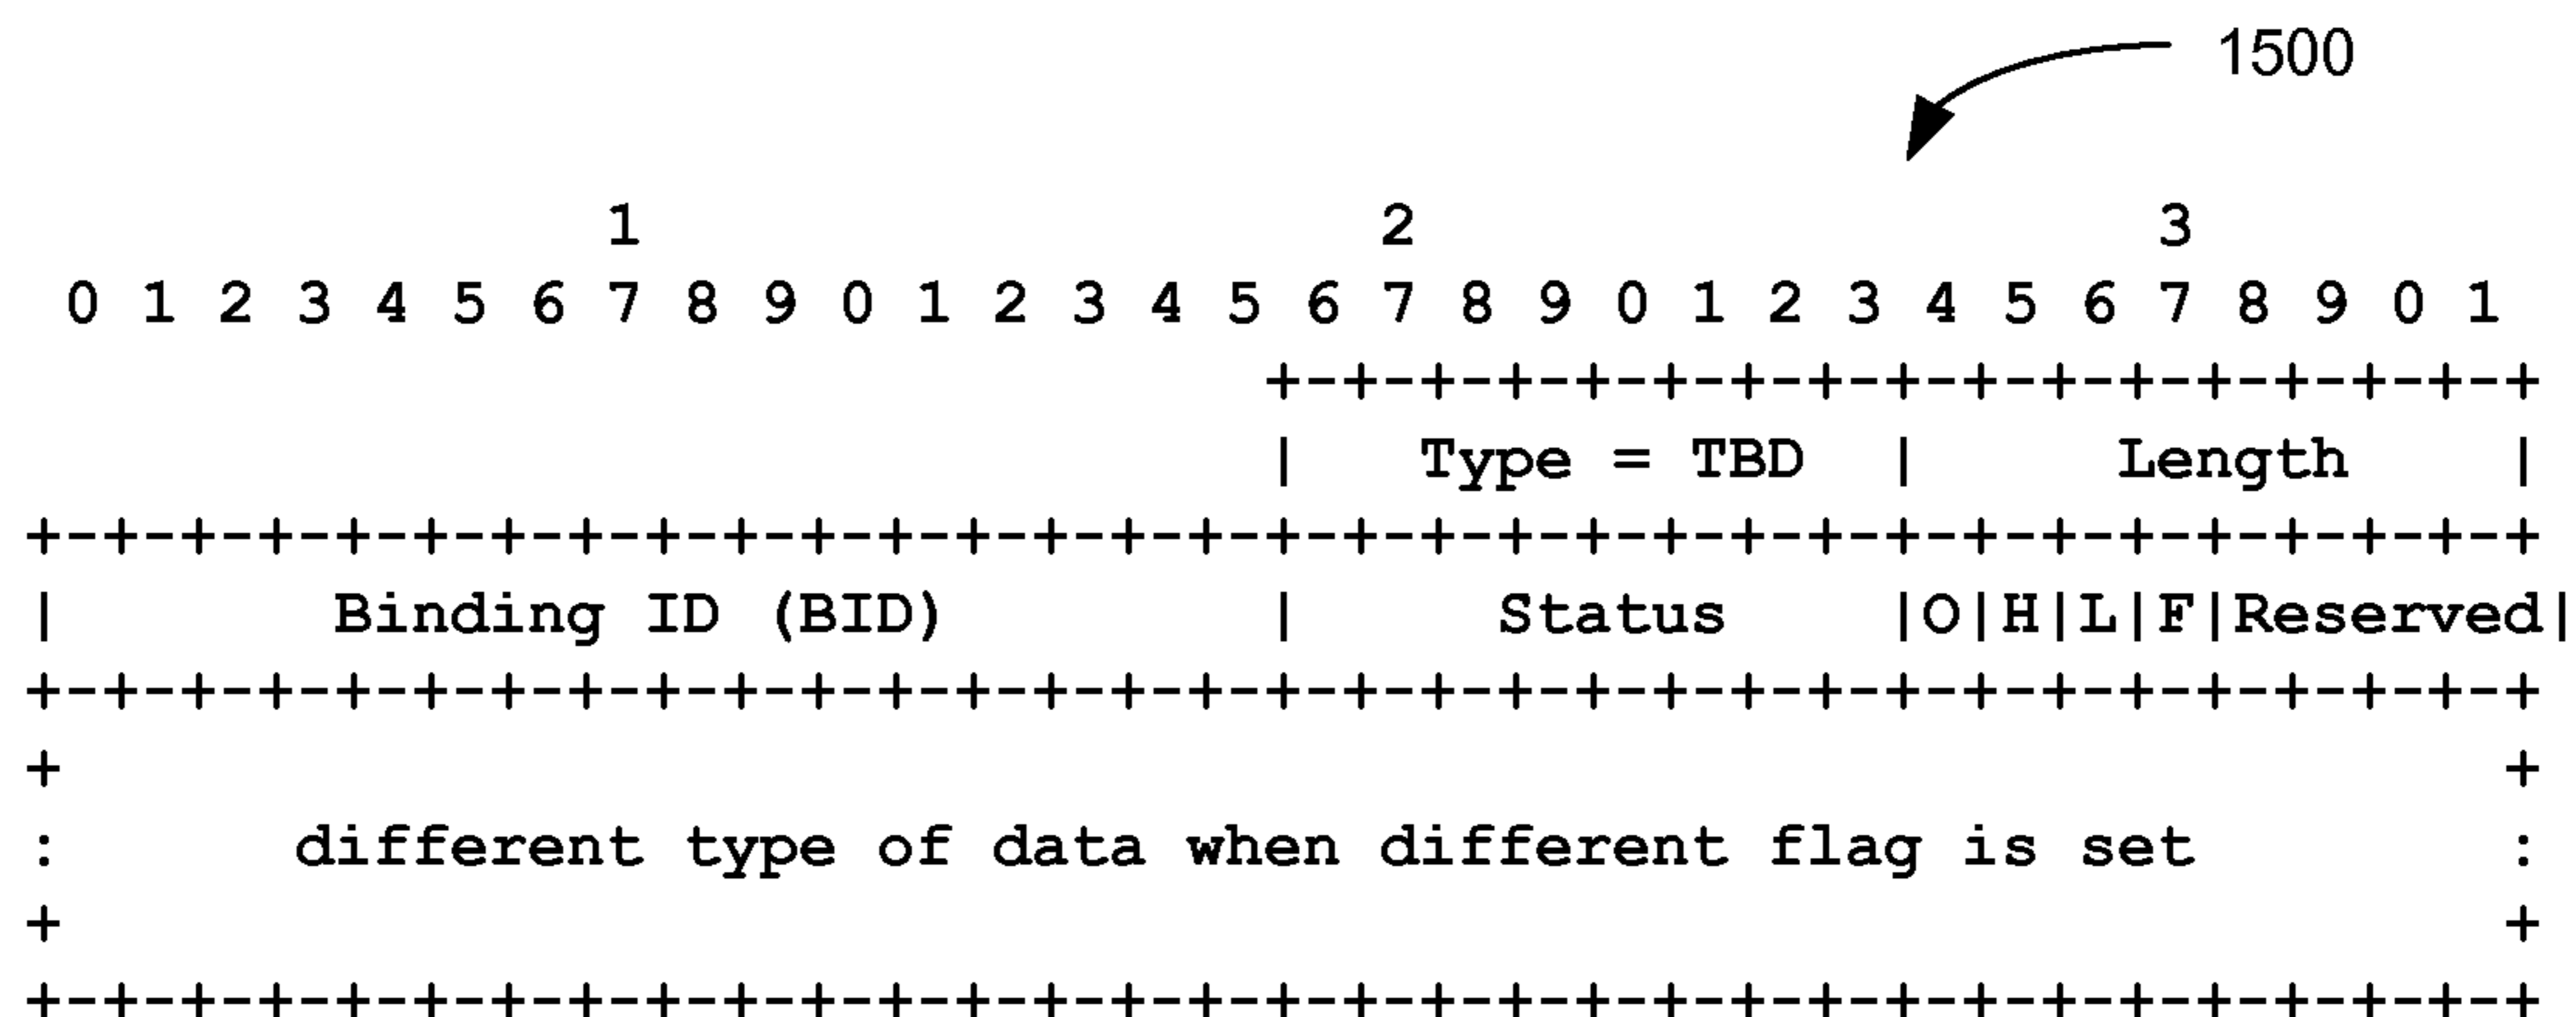 1500
1 2 3
0 1 2 3 4 5 6 7 8 9 0 1 2 3 4 5 6 7 8 9 0 1 2 3 4 5 6 7 8 9 0 1
+-+-+-+-+-+-+-+-+-+-+-+-+-+-+-+-+
| Type = TBD | Length |
+-+-+-+-+-+-+-+-+-+-+-+-+-+-+-+-+-+-+-+-+-+-+-+-+-+-+-+-+-+-+-+-+
| Binding ID (BID) | Status |O|H|L|F|Reserved|
+-+-+-+-+-+-+-+-+-+-+-+-+-+-+-+-+-+-+-+-+-+-+-+-+-+-+-+-+-+-+-+-+
+ +
: different type of data when different flag is set :
+ +
+-+-+-+-+-+-+-+-+-+-+-+-+-+-+-+-+-+-+-+-+-+-+-+-+-+-+-+-+-+-+-+-+